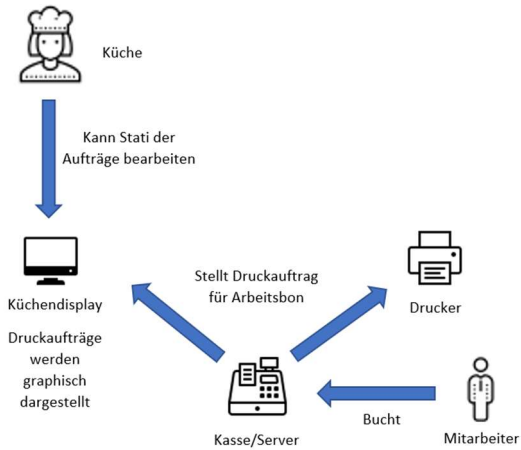 Küche
Kann Stati der
Aufträge bearbeiten
Stellt Druckauftrag
für Arbeitsbon
Küchendisplay
Drucker
Druckaufträge
werden
graphisch
dargestellt
Bucht
Kasse/Server
Mitarbeiter